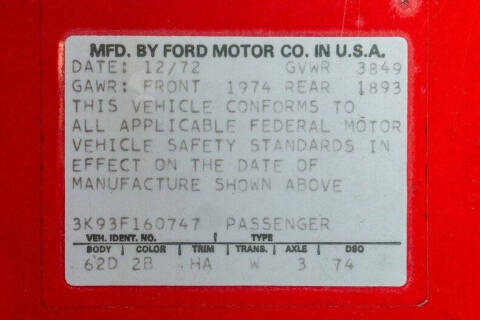 MFD. BY FORD MOTOR CO. IN U.S.A.
DATE: 12/72 GVWR 3849
GAWR: FRONT 1974 REAR 1893
THIS VEHICLE CONFORMS TO
ALL APPLICABLE FEDERAL MOTOR
VEHICLE SAFETY STANDARDS IN
EFFECT ON THE DATE OF
MANUFACTURE SHOWN ABOVE
3K93F160747 PASSENGER
VEH. IDENT. NO. TYPE
BODY COLOR TRIM TRANS. AXLE DSO
62D 2B HA W 3 74